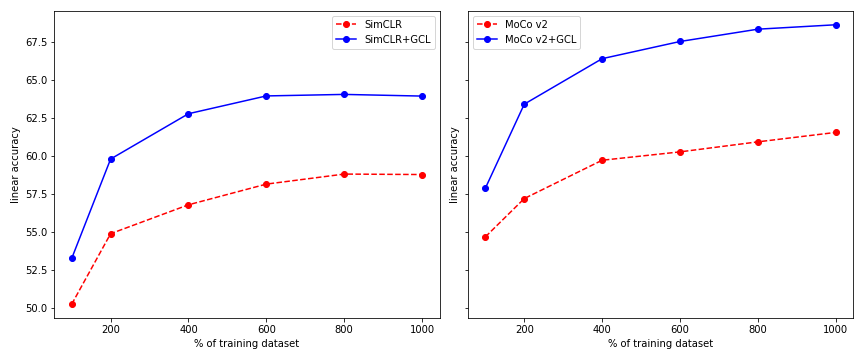 SimCLR
SimCLR+GCL
67.5
65.0
62.5
60.0
57.5
55.0
52.5
50.0
linear accuracy
200
400
600
800
1000
% of training dataset
MoCo v2
MoCo v2+GCL
linear accuracy
200
400
600
800
1000
% of training dataset